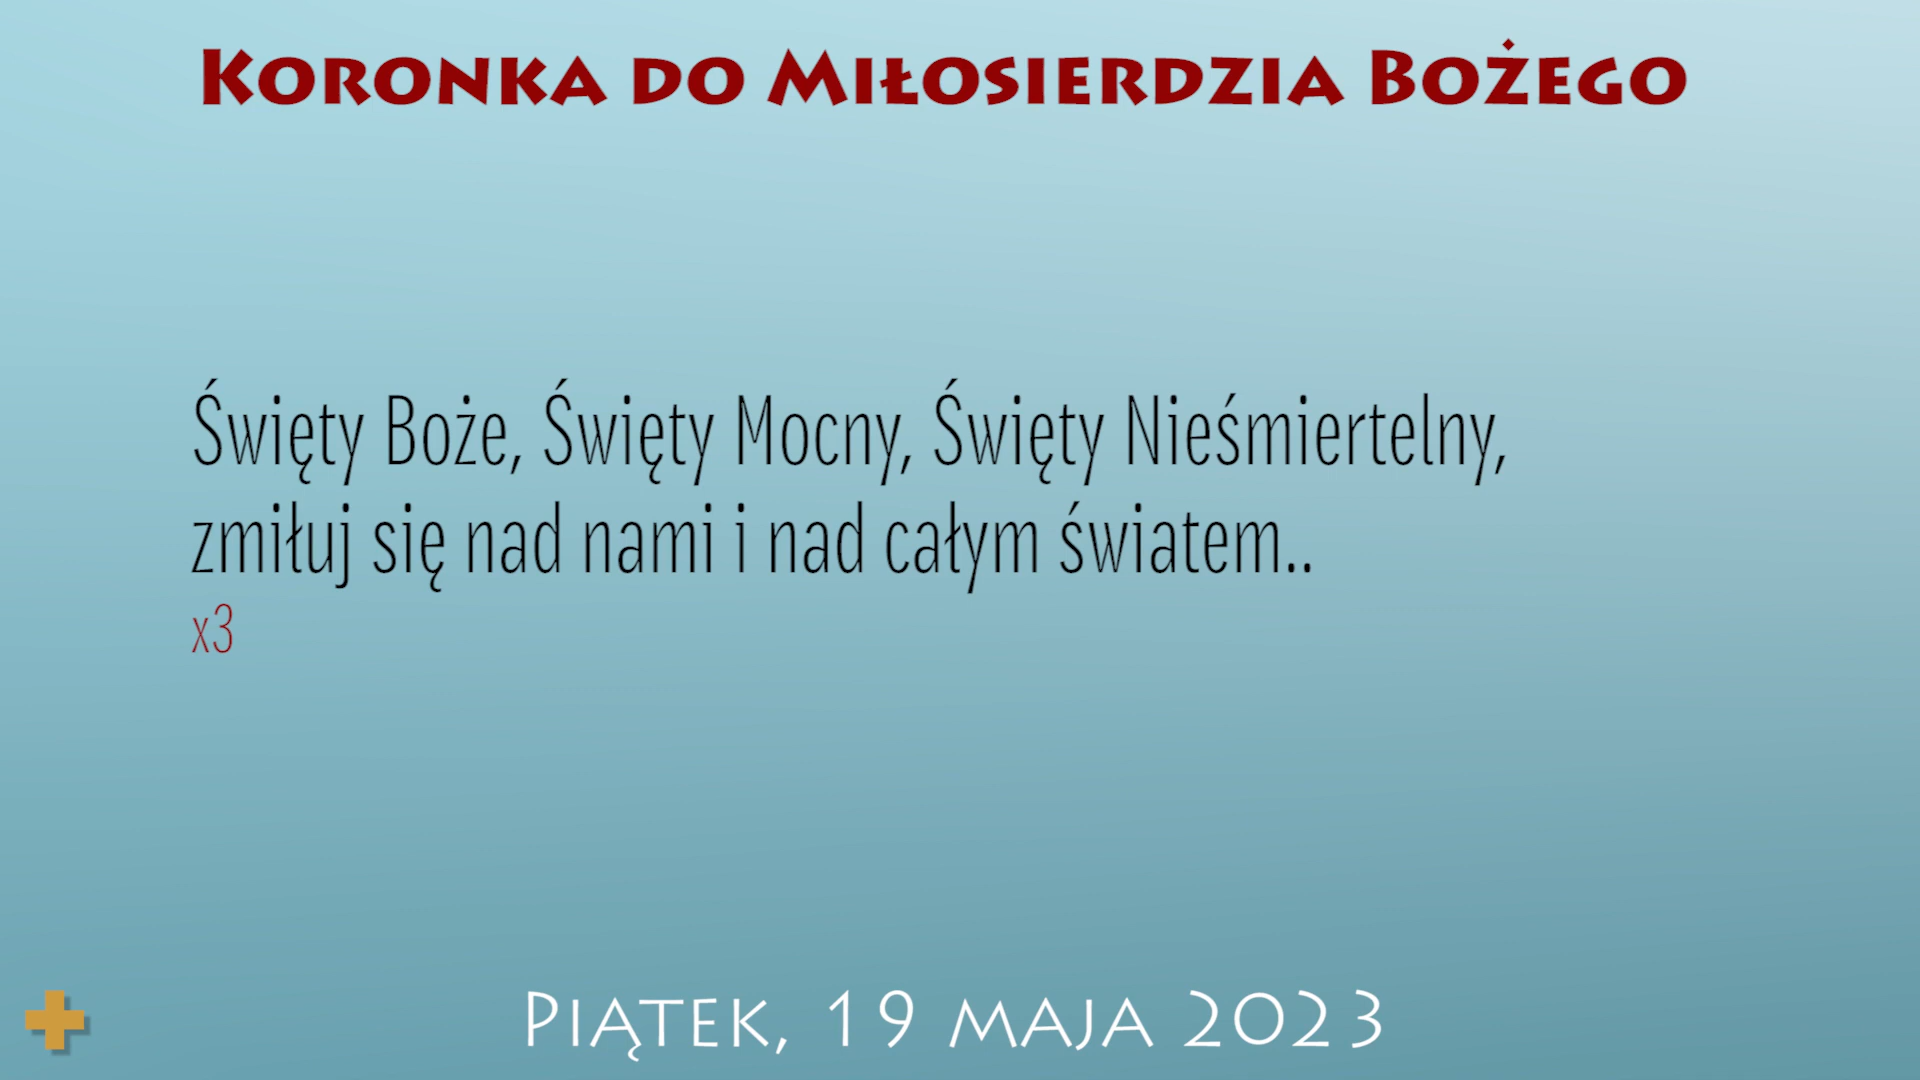 Koronka do Miłosierdzia Bożego
Święty Boże, Święty Mocny, Święty Nieśmiertelny,
zmiłuj się nad nami i nad całym światem..
x3
Piątek, 19 maja 2023